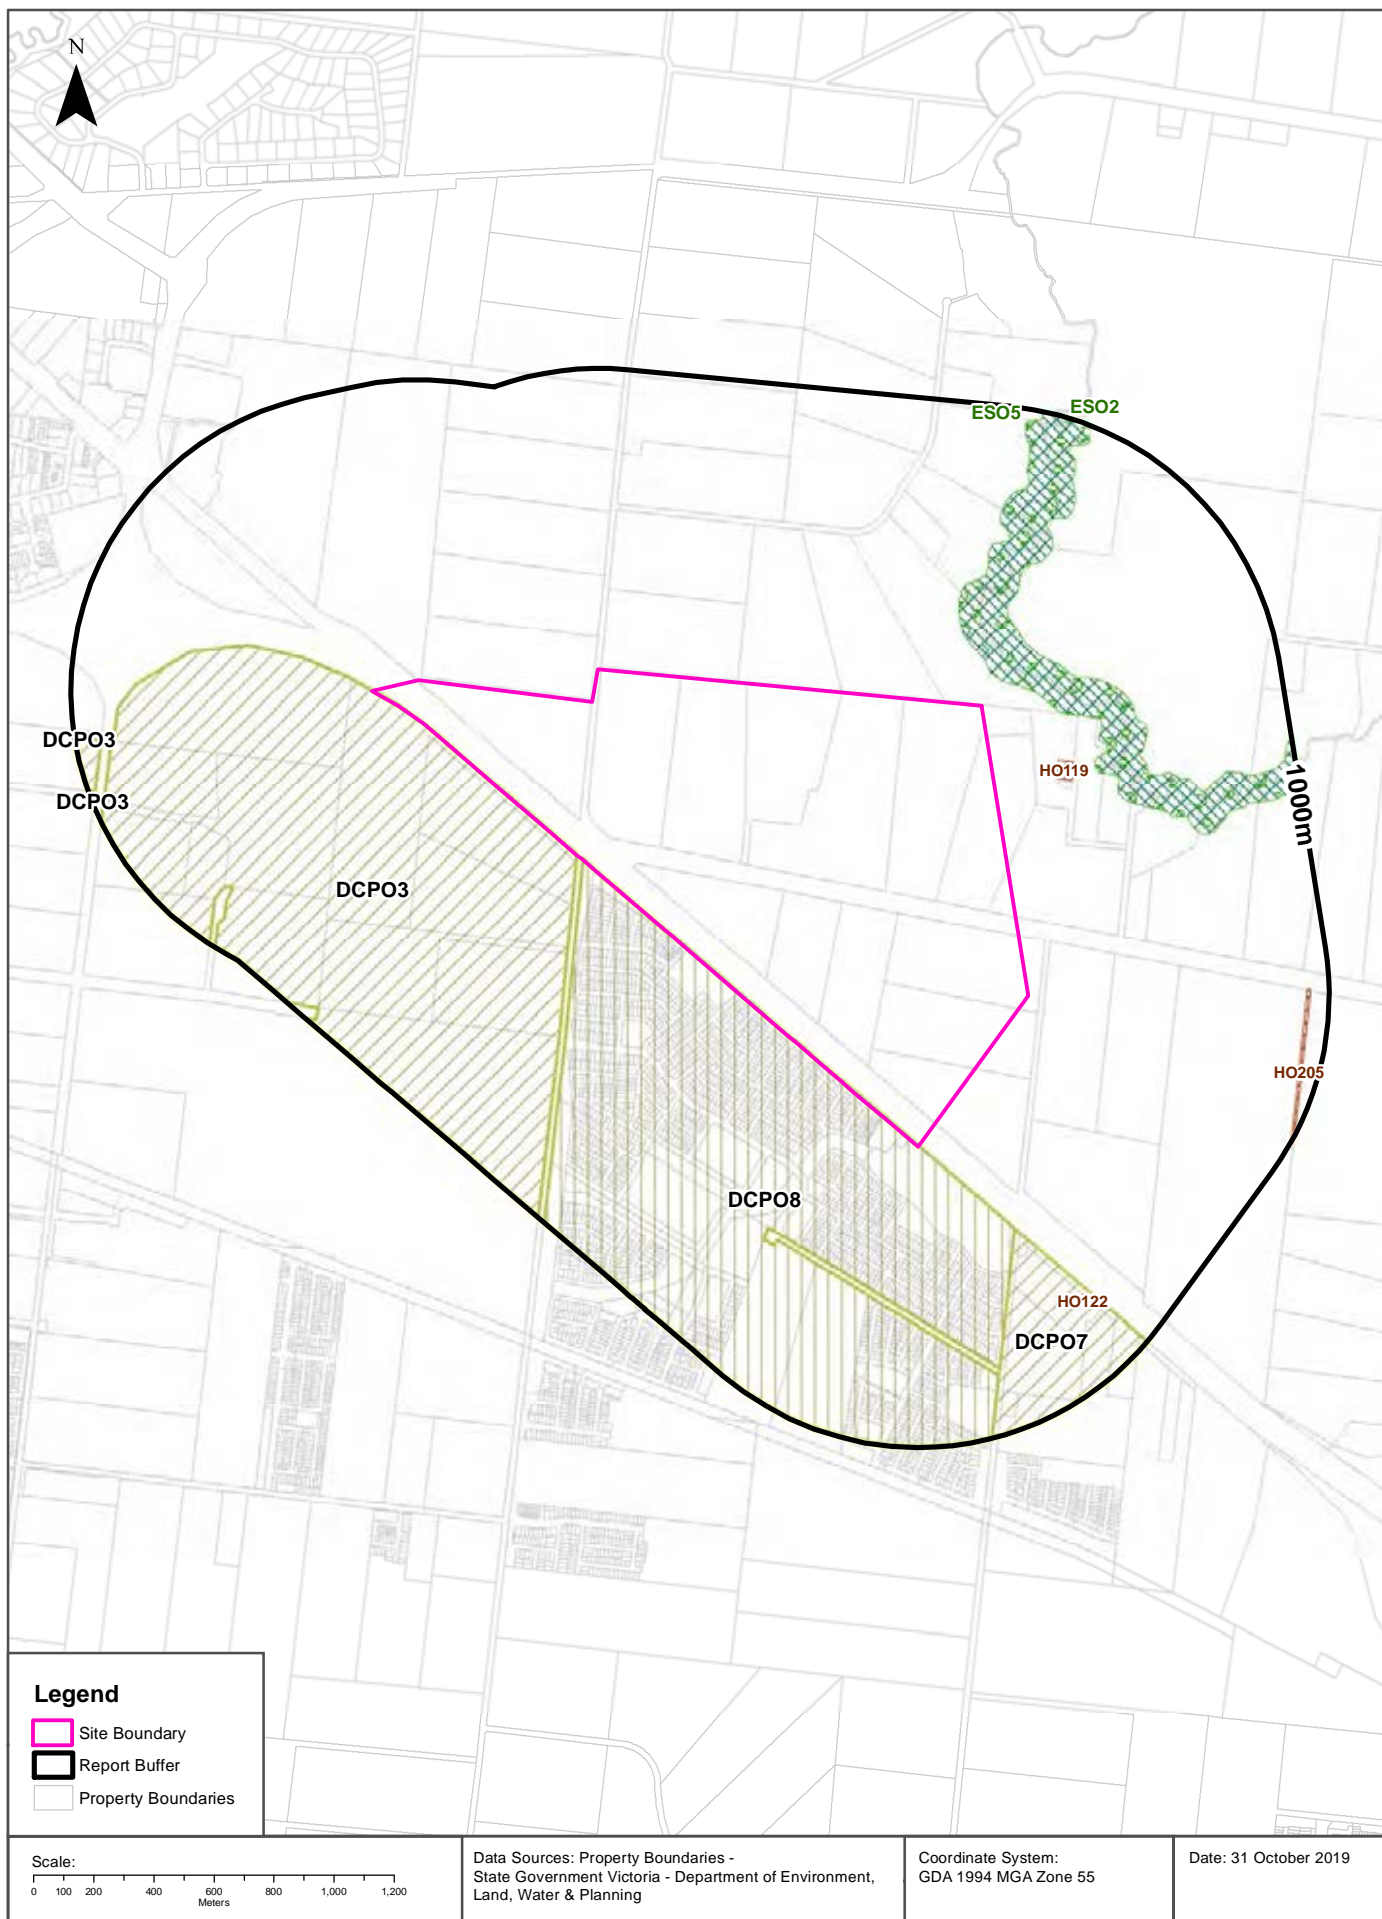 N
ESO5
ESO2
DCPO3
DCPO3
HO119
1000m
DCPO3
HO205
DCPO8
HO122
DCPO7
Legend
Site Boundary
Report Buffer
Property Boundaries
Scale:
0 100 200 400 600 800 1,000 1,200
Meters
Data Sources: Property Boundaries -
State Government Victoria - Department of Environment,
Land, Water & Planning
Coordinate System:
GDA 1994 MGA Zone 55
Date: 31 October 2019